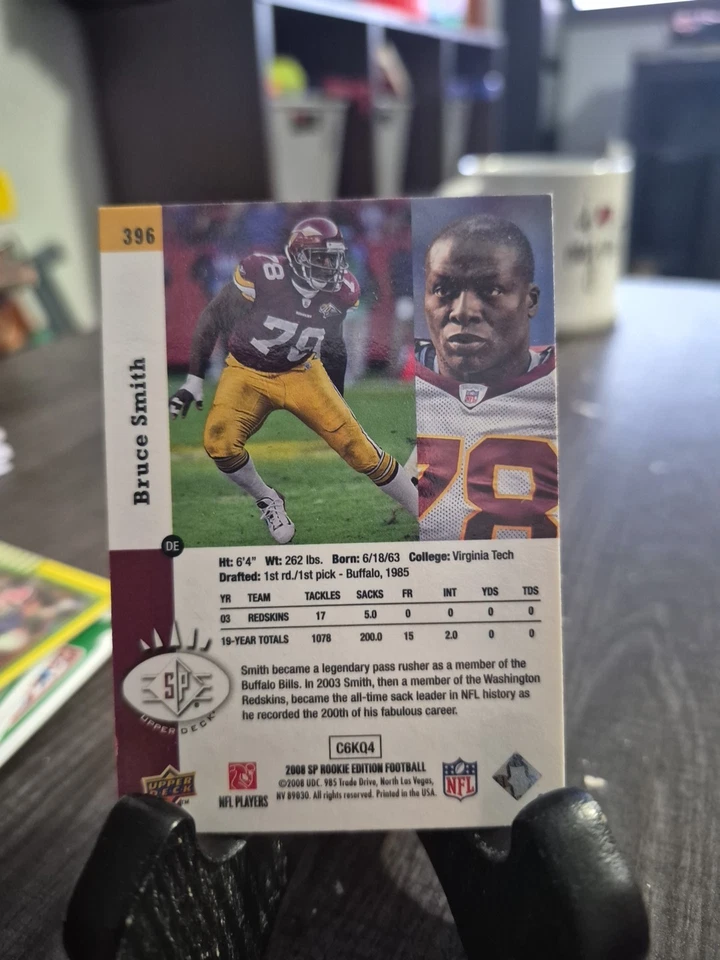 396
78
79
78
NFL
Bruce Smith
DE
Ht: 6'4" Wt: 262 lbs. Born: 6/18/63 College: Virginia Tech
Drafted: 1st rd./1st pick - Buffalo, 1985
YR TEAM TACKLES SACKS FR INT YDS TDS
03 REDSKINS 17 5.0 0 0 0 0
19-YEAR TOTALS 1078 200.0 15 2.0 0 0
Smith became a legendary pass rusher as a member of the
Buffalo Bills. In 2003 Smith, then a member of the Washington
Redskins, became the all-time sack leader in NFL history as
he recorded the 200th of his fabulous career.
SP
UPPER DECK
C6KQ4
2008 SP ROOKIE EDITION FOOTBALL
©2008 UDC. 985 Trade Drive, North Las Vegas,
NV 89030. All rights reserved. Printed in the USA.
UPPER
DECK
NFL PLAYERS
NFL